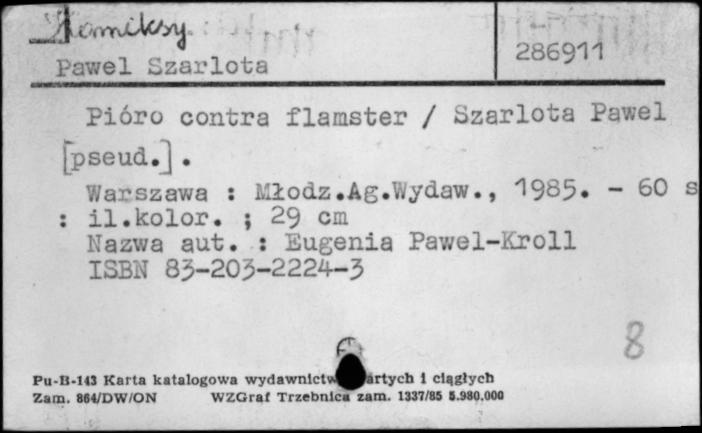 Komiksy.
286911
Pawel Szarlota
Pióro contra flamster / Szarlota Pawel
[pseud.] .
Warszawa : Młodz.Ag.Wydaw., 1985. - 60 s
: il.kolor. ; 29 cm
Nazwa aut. : Eugenia Pawel-Kroll
ISBN 83-203-2224-3
8
Pu-B-143 Karta katalogowa wydawnictw artych i ciągłych
Zam. 864/DW/ON WZGraf Trzebnica zam. 1337/85 5.980.000